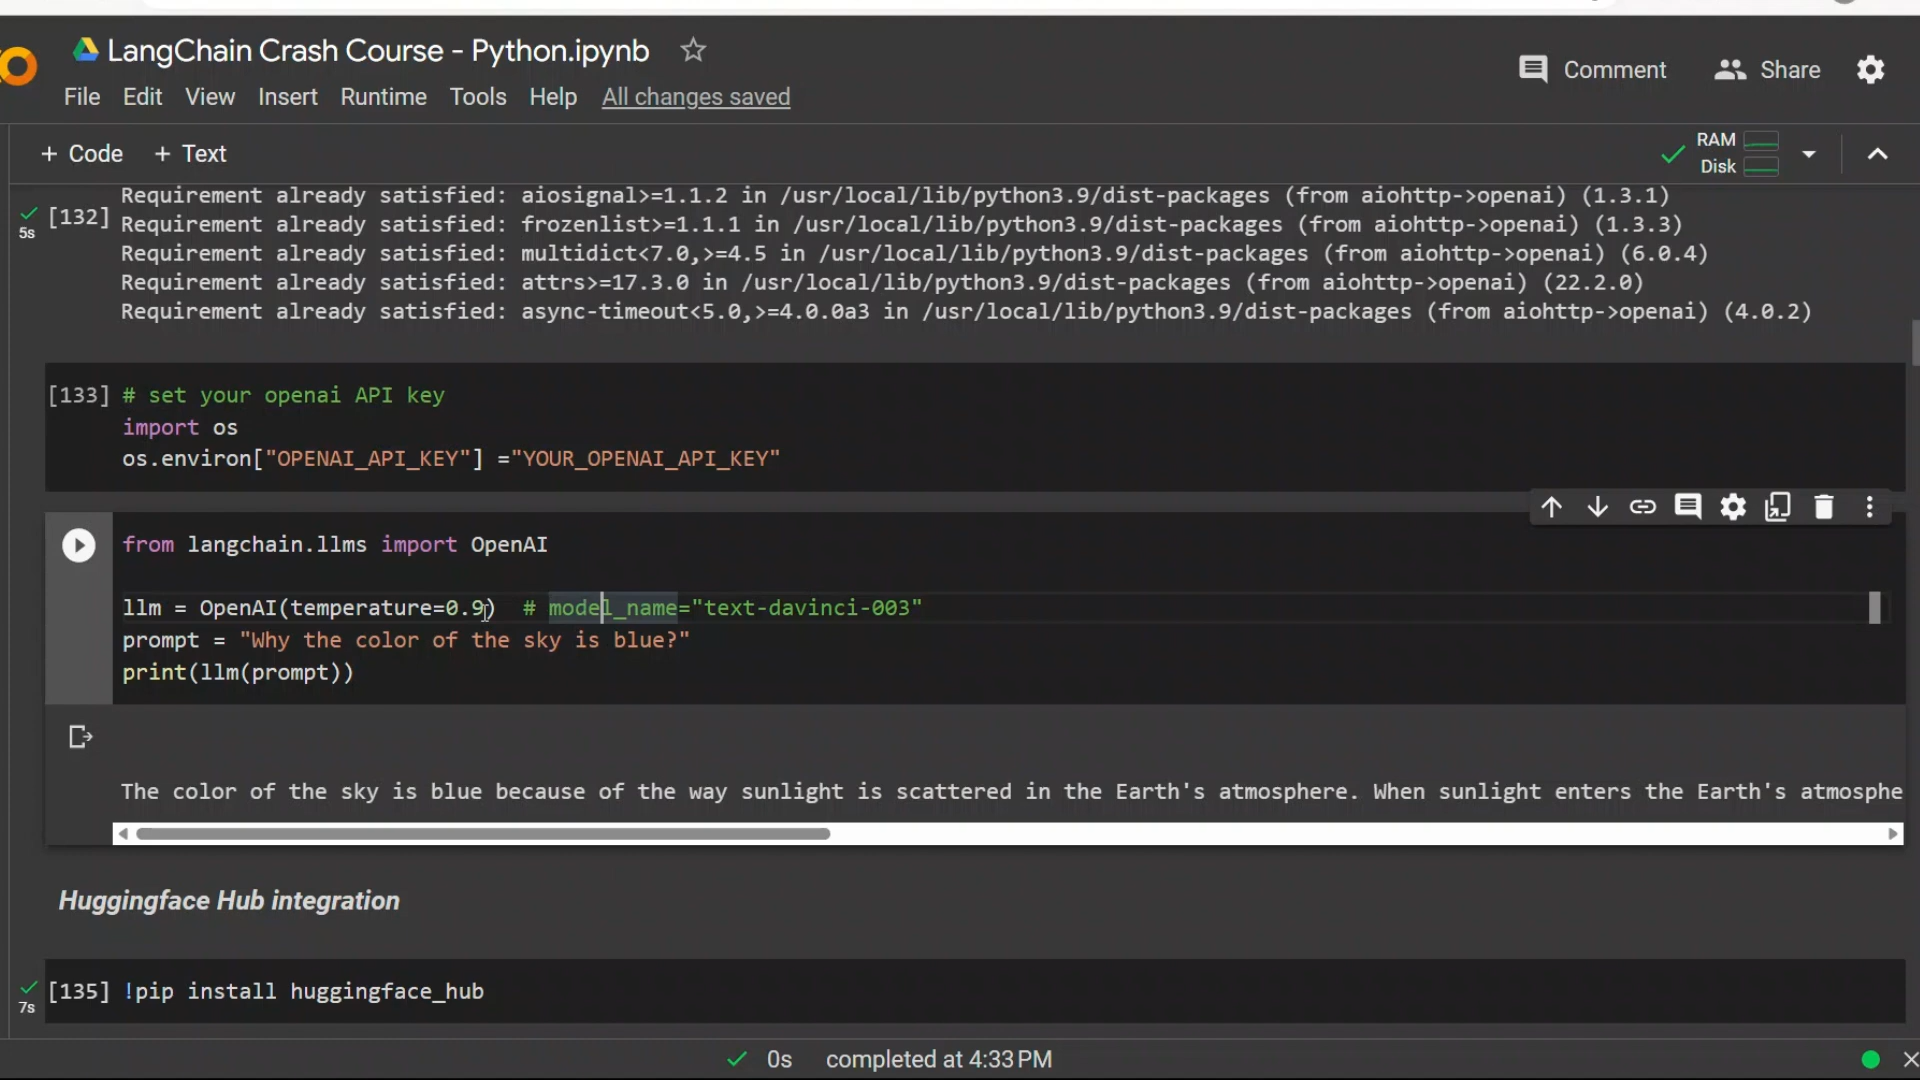 LangChain Crash Course - Python.ipynb
Comment
Share
File Edit View Insert Runtime Tools Help All changes saved
+ Code + Text
RAM
Disk
Requirement already satisfied: aiosignal>=1.1.2 in /usr/local/lib/python3.9/dist-packages (from aiohttp->openai) (1.3.1)
5s [132] Requirement already satisfied: frozenlist>=1.1.1 in /usr/local/lib/python3.9/dist-packages (from aiohttp->openai) (1.3.3)
Requirement already satisfied: multidict<7.0,>=4.5 in /usr/local/lib/python3.9/dist-packages (from aiohttp->openai) (6.0.4)
Requirement already satisfied: attrs>=17.3.0 in /usr/local/lib/python3.9/dist-packages (from aiohttp->openai) (22.2.0)
Requirement already satisfied: async-timeout<5.0,>=4.0.0a3 in /usr/local/lib/python3.9/dist-packages (from aiohttp->openai) (4.0.2)
[133] # set your openai API key
import os
os.environ["OPENAI_API_KEY"] ="YOUR_OPENAI_API_KEY"
from langchain.llms import OpenAI
llm = OpenAI(temperature=0.9) # model_name="text-davinci-003"
prompt = "Why the color of the sky is blue?"
print(llm(prompt))
The color of the sky is blue because of the way sunlight is scattered in the Earth's atmosphere. When sunlight enters the Earth's atmosphe
Huggingface Hub integration
7s [135] !pip install huggingface_hub
0s completed at 4:33 PM